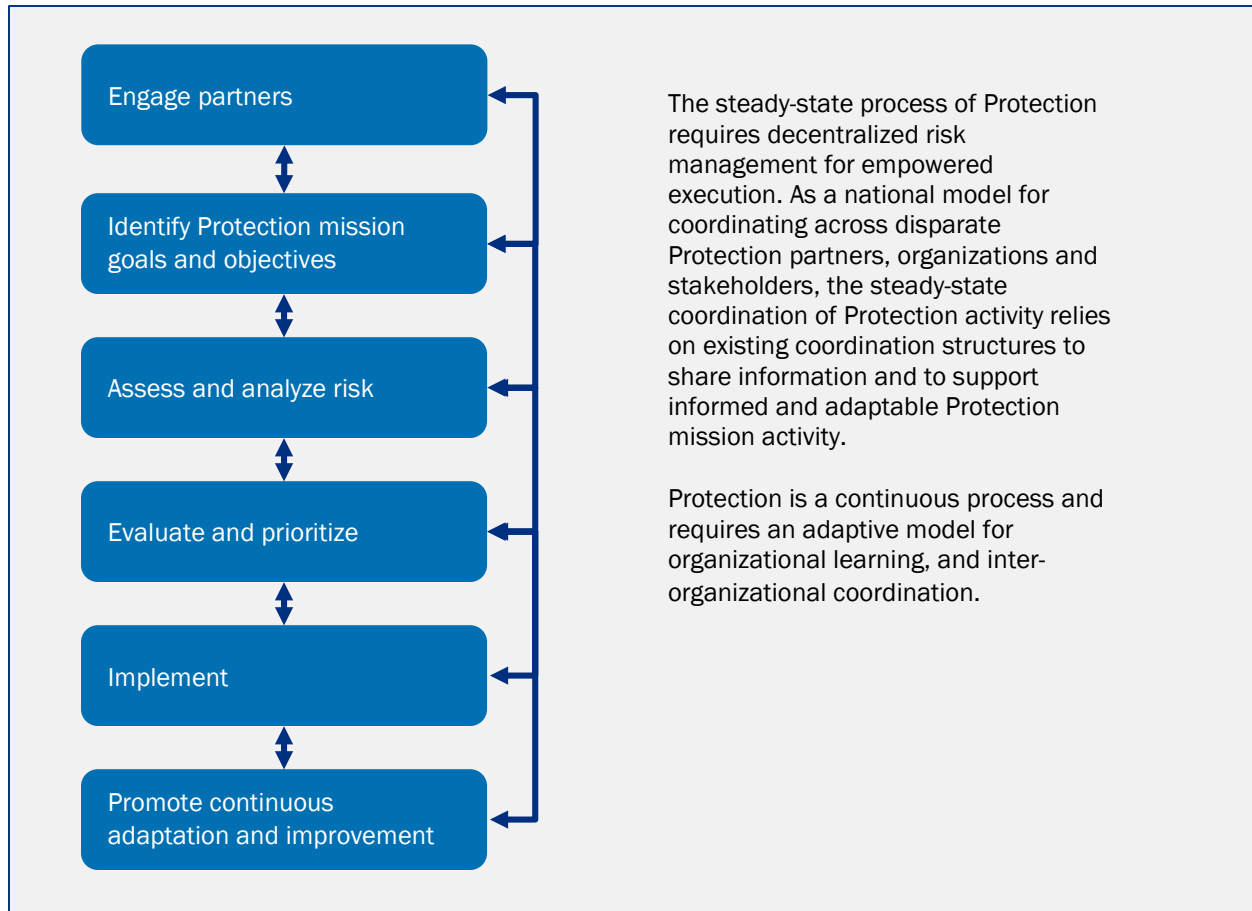 Engage partners
Identify Protection mission
goals and objectives
Assess and analyze risk
Evaluate and prioritize
Implement
Promote continuous
adaptation and improvement
The steady-state process of Protection
requires decentralized risk
management for empowered
execution. As a national model for
coordinating across disparate
Protection partners, organizations and
stakeholders, the steady-state
coordination of Protection activity relies
on existing coordination structures to
share information and to support
informed and adaptable Protection
mission activity.
Protection is a continuous process and
requires an adaptive model for
organizational learning, and inter-
organizational coordination.